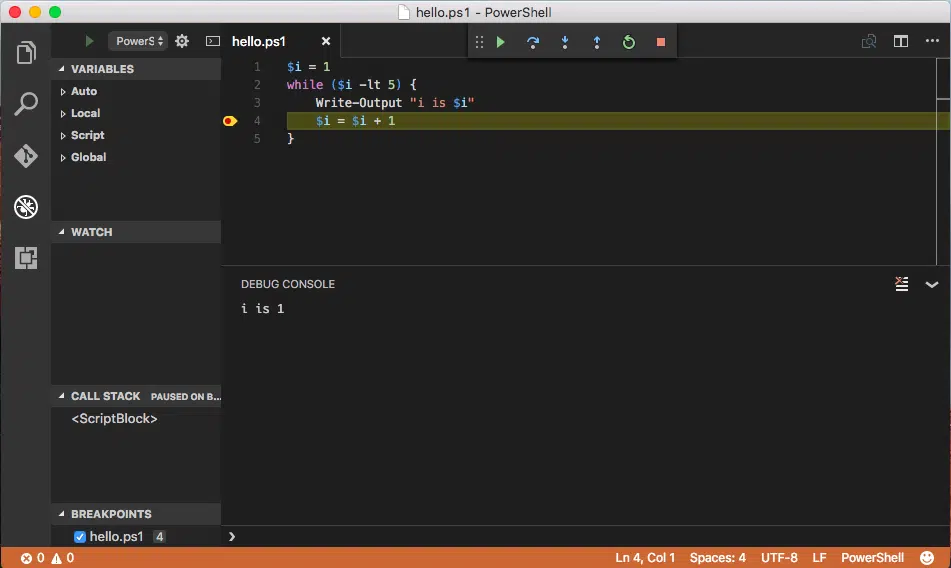 hello.ps1 - PowerShell
PowerS
hello.ps1
VARIABLES
Auto
Local
Script
Global
WATCH
CALL STACK PAUSED ON B...
<ScriptBlock>
BREAKPOINTS
hello.ps1 4
1 $i = 1
2 while ($i -lt 5) {
3 Write-Output "i is $i"
4 $i = $i + 1
5 }
DEBUG CONSOLE
i is 1
0 0
Ln 4, Col 1 Spaces: 4 UTF-8 LF PowerShell